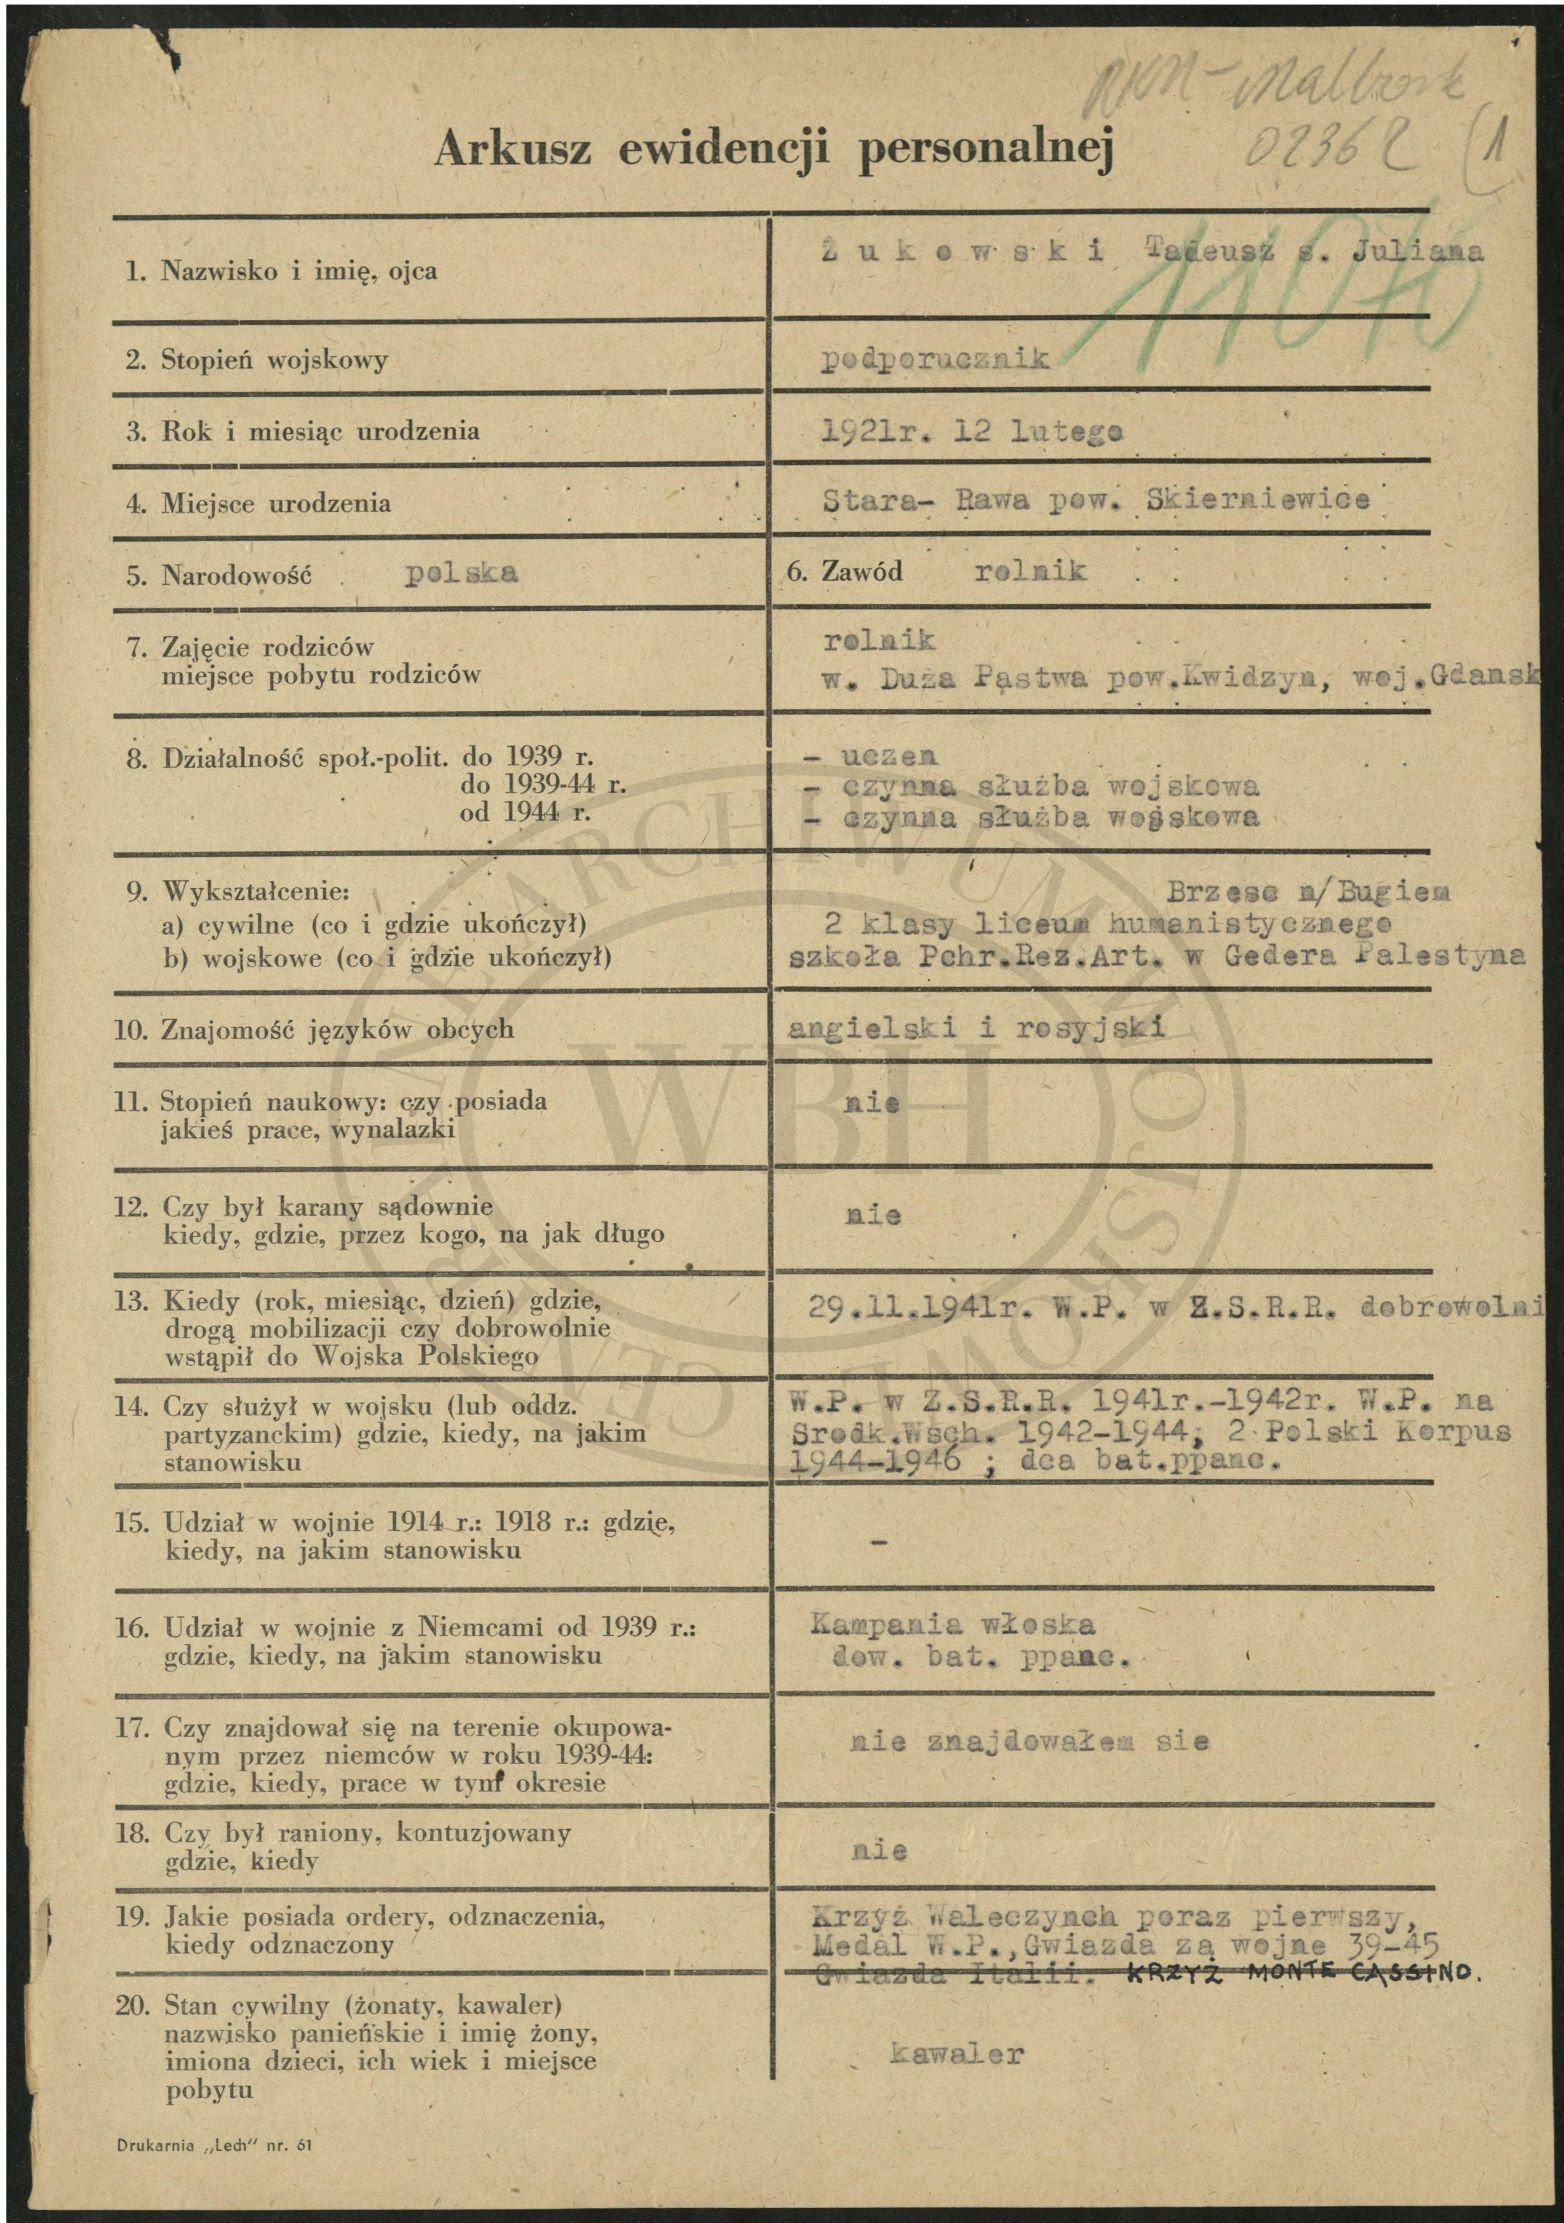 RKU - Malbork
02362 (1
Arkusz ewidencji personalnej
1. Nazwisko i imię, ojca
Żukowski Tadeusz s. Juliana
2. Stopień wojskowy
podporucznik
3. Rok i miesiąc urodzenia
1921r. 12 lutego
4. Miejsce urodzenia
Stara- Rawa pow. Skierniewice
5. Narodowość polska
6. Zawód rolnik
7. Zajęcie rodziców
miejsce pobytu rodziców
rolnik
w. Duża Pastwa pow.Kwidzyn, woj.Gdansk
8. Działalność społ.-polit. do 1939 r.
do 1939-44 r.
od 1944 r.
- uczen
- czynna służba wojskowa
- czynna służba wojskowa
9. Wykształcenie:
a) cywilne (co i gdzie ukończył)
b) wojskowe (co i gdzie ukończył)
Brzesc n/Bugiem
2 klasy liceum humanistycznego
szkoła Pchr.Rez.Art. w Gedera Palestyna
10. Znajomość języków obcych
angielski i rosyjski
11. Stopień naukowy: czy posiada
jakieś prace, wynalazki
nie
12. Czy był karany sądownie
kiedy, gdzie, przez kogo, na jak długo
nie
13. Kiedy (rok, miesiąc, dzień) gdzie,
drogą mobilizacji czy dobrowolnie
wstąpił do Wojska Polskiego
29.11.1941r. W.P. w Z.S.R.R. dobrowolni
14. Czy służył w wojsku (lub oddz.
partyzanckim) gdzie, kiedy, na jakim
stanowisku
W.P. w Z.S.R.R. 1941r.-1942r. W.P. na
Srodk.Wsch. 1942-1944, 2 Polski Korpus
1944-1946 ; dca bat.ppanc.
15. Udział w wojnie 1914 r.: 1918 r.: gdzie,
kiedy, na jakim stanowisku
-
16. Udział w wojnie z Niemcami od 1939 r.:
gdzie, kiedy, na jakim stanowisku
Kampania włoska
dow. bat. ppanc.
17. Czy znajdował się na terenie okupowa-
nym przez niemców w roku 1939-44:
gdzie, kiedy, prace w tym okresie
nie znajdowałem sie
18. Czy był raniony, kontuzjowany
gdzie, kiedy
nie
19. Jakie posiada ordery, odznaczenia,
kiedy odznaczony
Krzyż Waleczynch poraz pierwszy,
Medal W.P.,Gwiazda za wojne 39-45
Gwiazda Italii. KRZYŻ MONTE CASSINO.
20. Stan cywilny (żonaty, kawaler)
nazwisko panieńskie i imię żony,
imiona dzieci, ich wiek i miejsce
pobytu
kawaler
Drukarnia „Lech" nr. 61
CENTRALNE ARCHIWUM WOJSKOWE
WBH